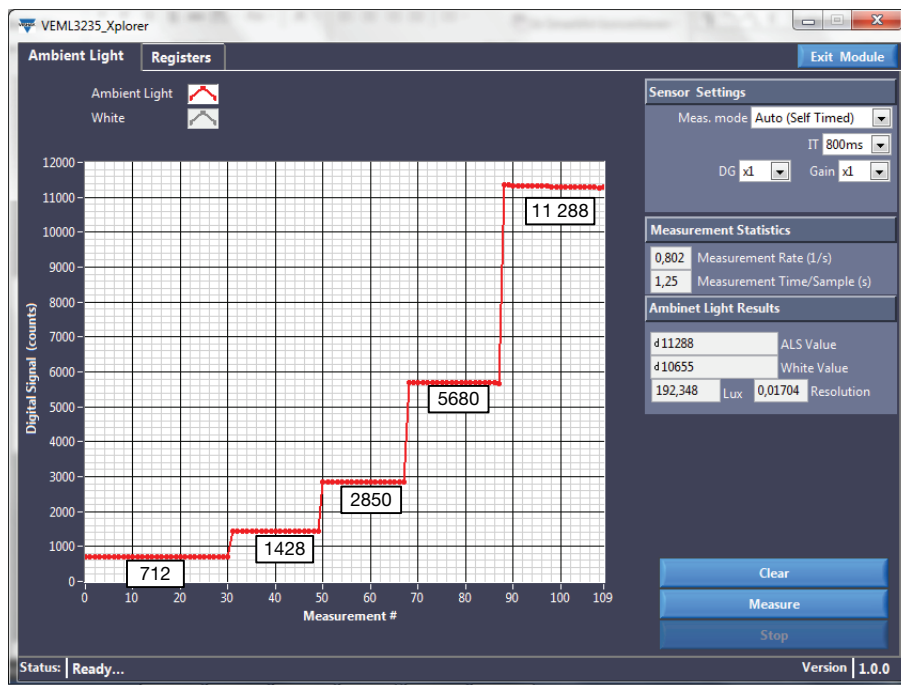 VEML3235_Xplorer
Ambient Light Registers Exit Module
Ambient Light
White
12000
11000
10000
9000
8000
7000
6000
5000
4000
3000
2000
1000
0
Digital Signal (counts)
712
1428
2850
5680
11 288
0 10 20 30 40 50 60 70 80 90 100 109
Measurement #
Sensor Settings
Meas. mode Auto (Self Timed)
IT 800ms
DG x1 Gain x1
Measurement Statistics
0,802 Measurement Rate (1/s)
1,25 Measurement Time/Sample (s)
Ambinet Light Results
d11288 ALS Value
d10655 White Value
192,348 Lux 0,01704 Resolution
Clear
Measure
Stop
Status: Ready... Version 1.0.0